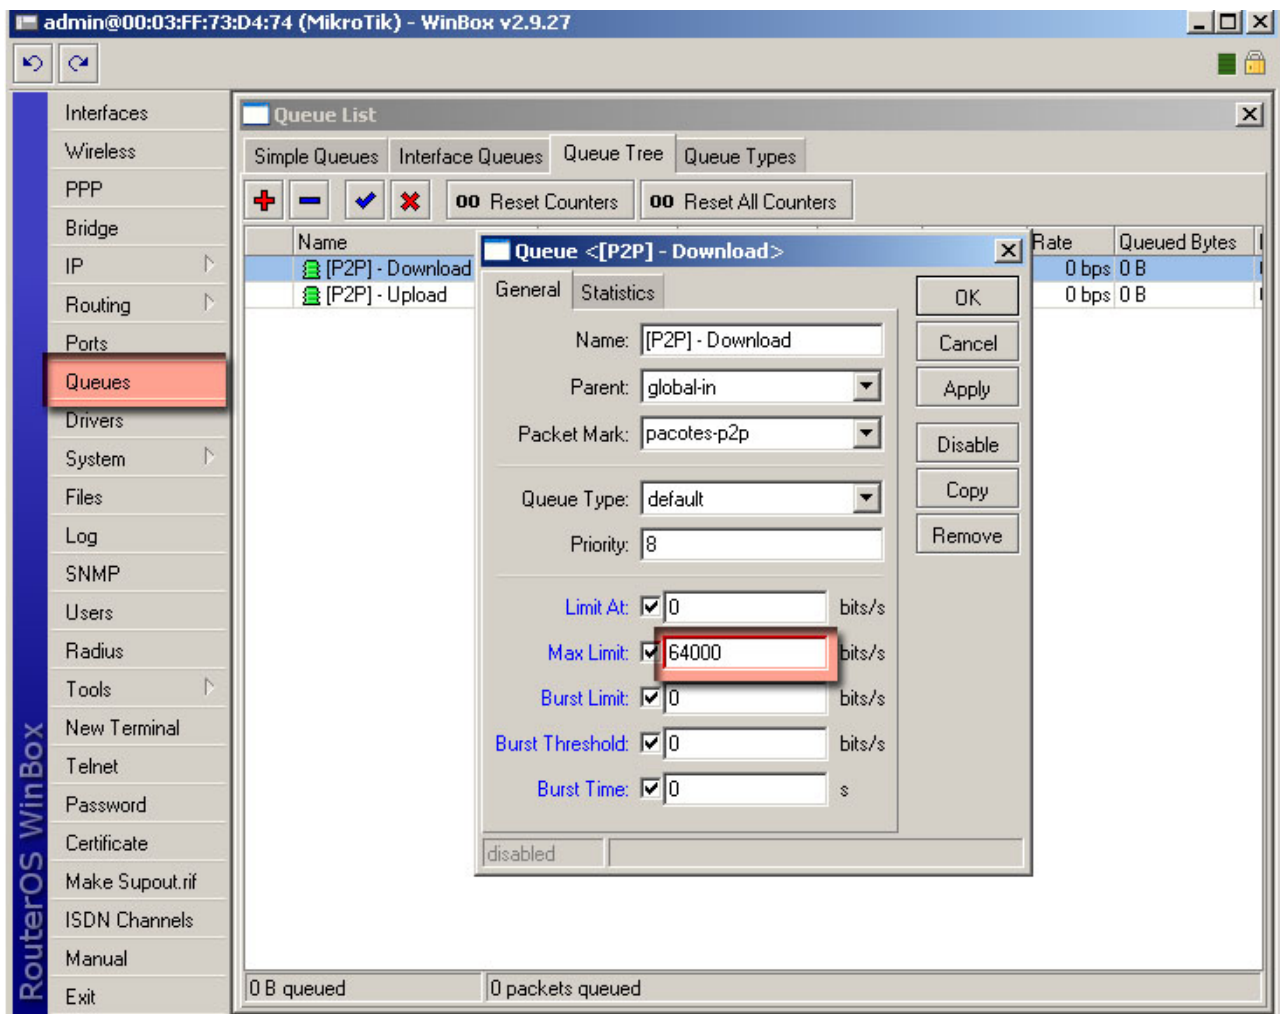 admin@00:03:FF:73:D4:74 (MikroTik) - WinBox v2.9.27
RouterOS WinBox
Interfaces
Wireless
PPP
Bridge
IP
Routing
Ports
Queues
Drivers
System
Files
Log
SNMP
Users
Radius
Tools
New Terminal
Telnet
Password
Certificate
Make Supout.rif
ISDN Channels
Manual
Exit
Queue List
Simple Queues Interface Queues Queue Tree Queue Types
00 Reset Counters 00 Reset All Counters
Name Rate Queued Bytes
[P2P] - Download 0 bps 0 B
[P2P] - Upload 0 bps 0 B
Queue <[P2P] - Download>
General Statistics
Name: [P2P] - Download
Parent: global-in
Packet Mark: pacotes-p2p
Queue Type: default
Priority: 8
Limit At: 0 bits/s
Max Limit: 64000 bits/s
Burst Limit: 0 bits/s
Burst Threshold: 0 bits/s
Burst Time: 0 s
disabled
OK
Cancel
Apply
Disable
Copy
Remove
0 B queued 0 packets queued